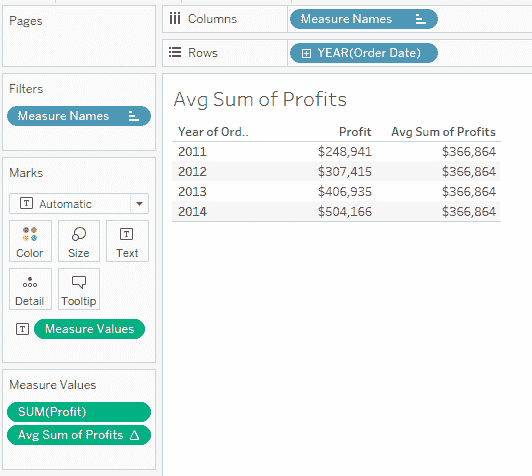 Pages
Columns
Measure Names
Rows
YEAR(Order Date)
Filters
Measure Names
Marks
Automatic
Color
Size
Text
Detail
Tooltip
Measure Values
Measure Values
SUM(Profit)
Avg Sum of Profits
Avg Sum of Profits
Year of Ord.. Profit Avg Sum of Profits
2011 $248,941 $366,864
2012 $307,415 $366,864
2013 $406,935 $366,864
2014 $504,166 $366,864